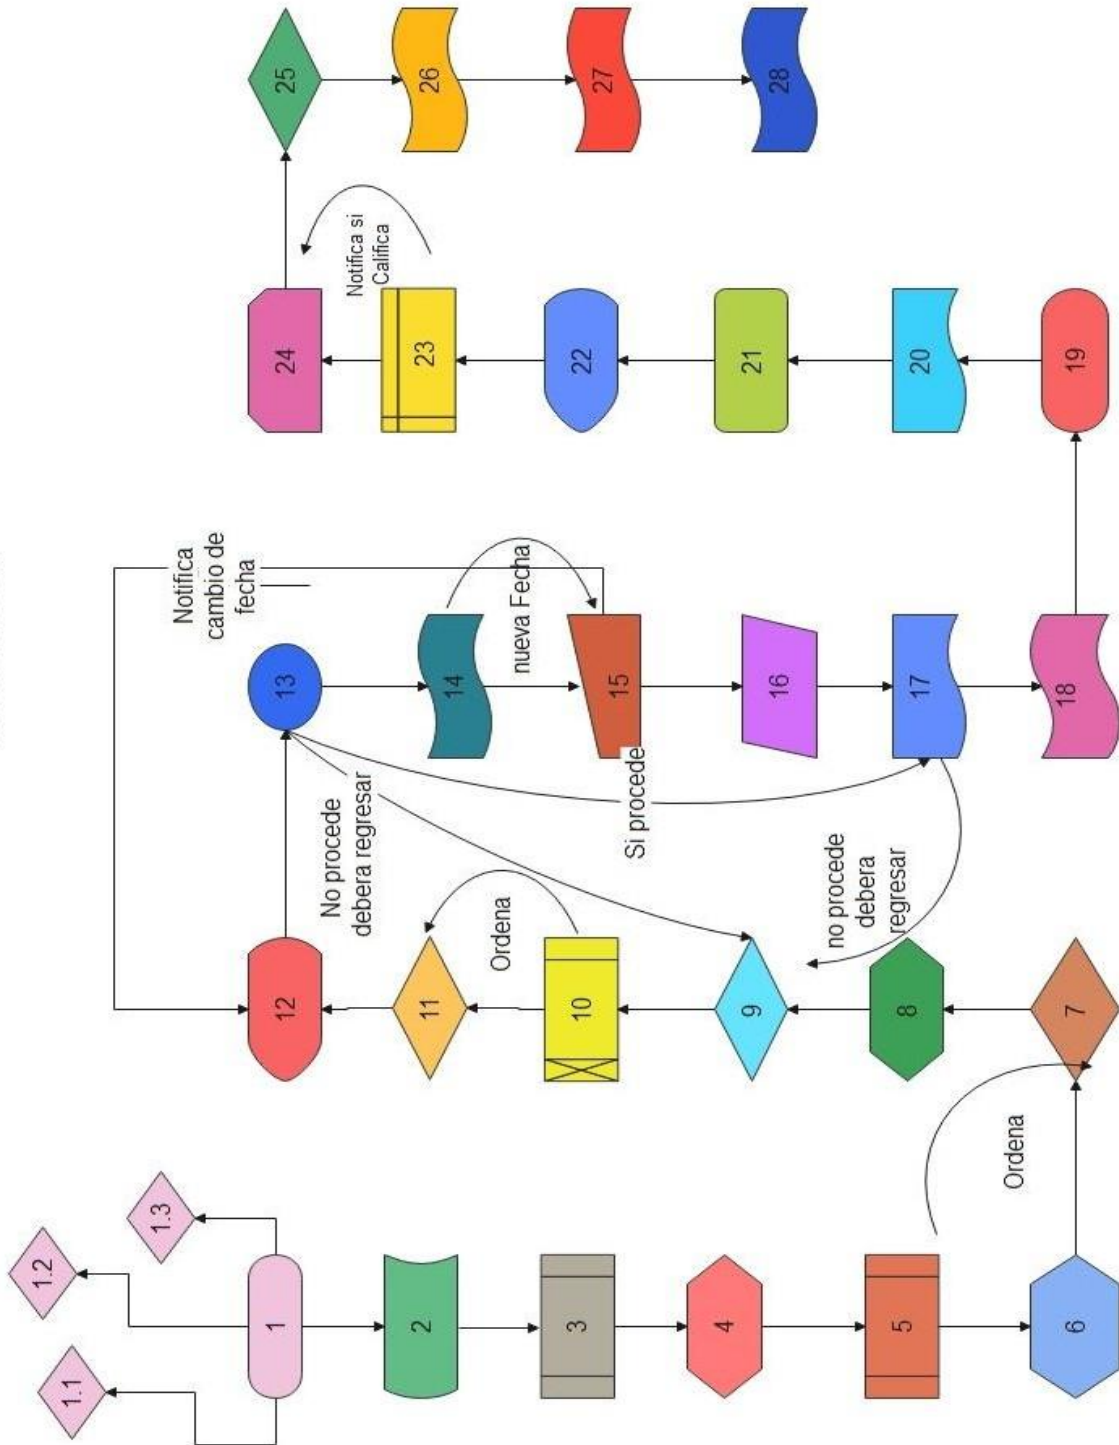 1.1
1.2
1.3
1
2
3
4
5
6
Ordena
7
8
9
10
Ordena
11
12
No procede
debera regresar
no procede
debera
regresar
Si procede
13
14
nueva Fecha
15
16
17
18
Notifica
cambio de
fecha
19
20
21
22
23
Notifica si
Califica
24
25
26
27
28